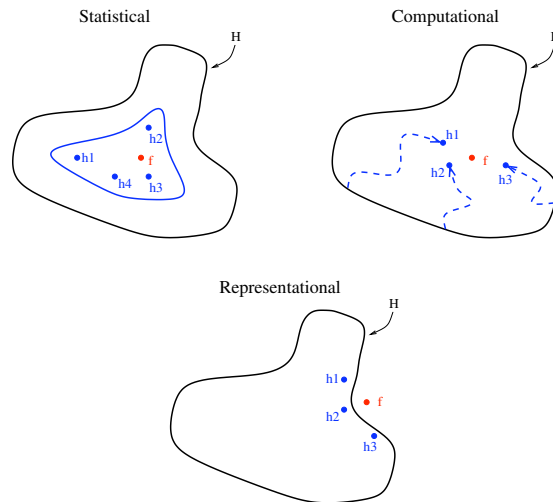 Statistical
H
h2
h1
f
h4
h3
Computational
h1
f
h2
h3
Representational
H
h1
f
h2
h3